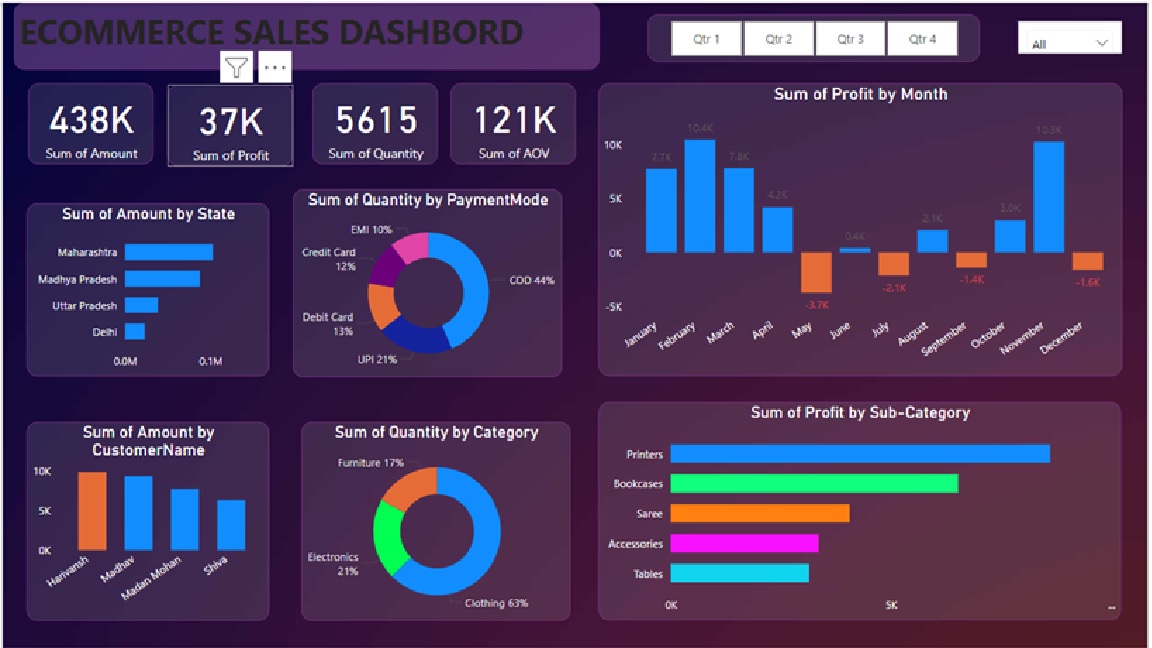 ECOMMERCE SALES DASHBORD
Qtr 1
Qtr 2
Qtr 3
Qtr 4
All
438K
Sum of Amount
37K
Sum of Profit
5615
Sum of Quantity
121K
Sum of AOV
Sum of Profit by Month
10K
5K
0K
-5K
7.7K
10.4K
7.8K
4.2K
-3.7K
0.4K
-2.1K
2.1K
-1.4K
3.0K
10.3K
-1.6K
January
February
March
April
May
June
July
August
September
October
November
December
Sum of Amount by State
Maharashtra
Madhya Pradesh
Uttar Pradesh
Delhi
0.0M
0.1M
Sum of Quantity by PaymentMode
EMI 10%
Credit Card
12%
Debit Card
13%
UPI 21%
COD 44%
Sum of Amount by
CustomerName
10K
5K
0K
Harivansh
Madhav
Madan Mohan
Shiva
Sum of Quantity by Category
Furniture 17%
Electronics
21%
Clothing 63%
Sum of Profit by Sub-Category
Printers
Bookcases
Saree
Accessories
Tables
0K
5K